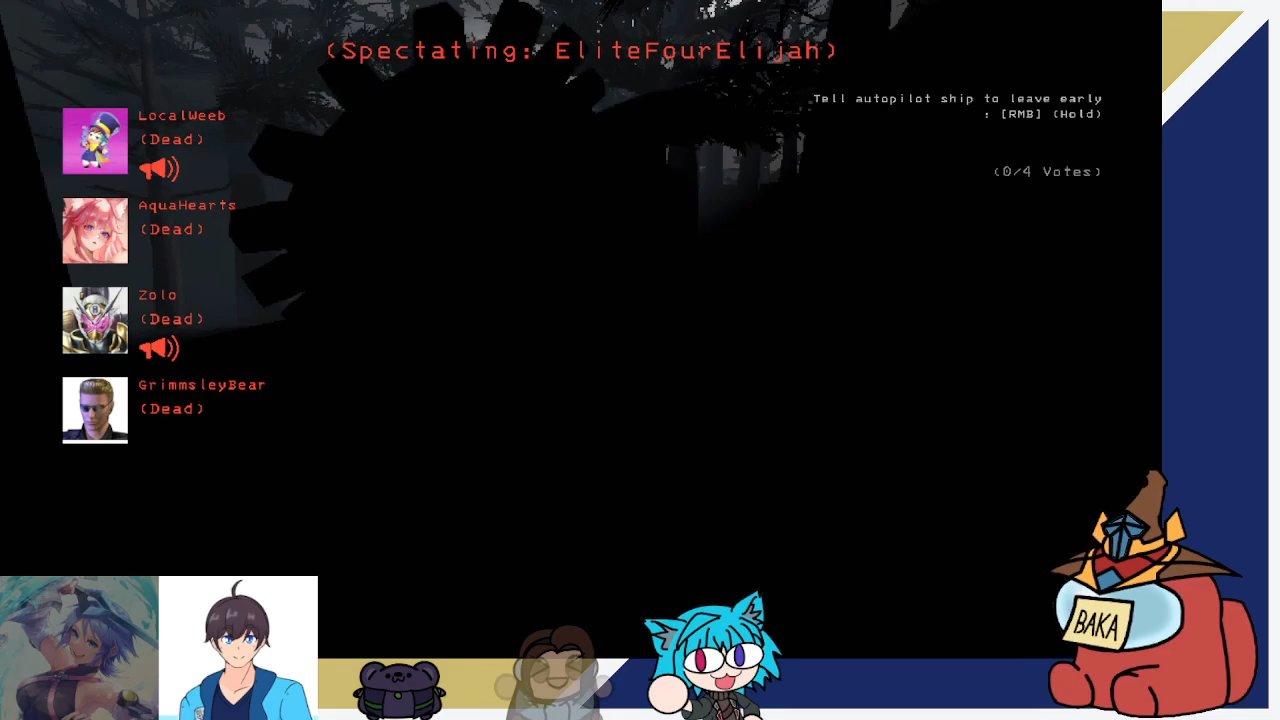 (Spectating: EliteFourElijah)
Tell autopilot ship to leave early
: [RMB] (Hold)
(0/4 Votes)
LocalWeeb
(Dead)
AquaHearts
(Dead)
Zolo
(Dead)
GrimmsleyBear
(Dead)
BAKA